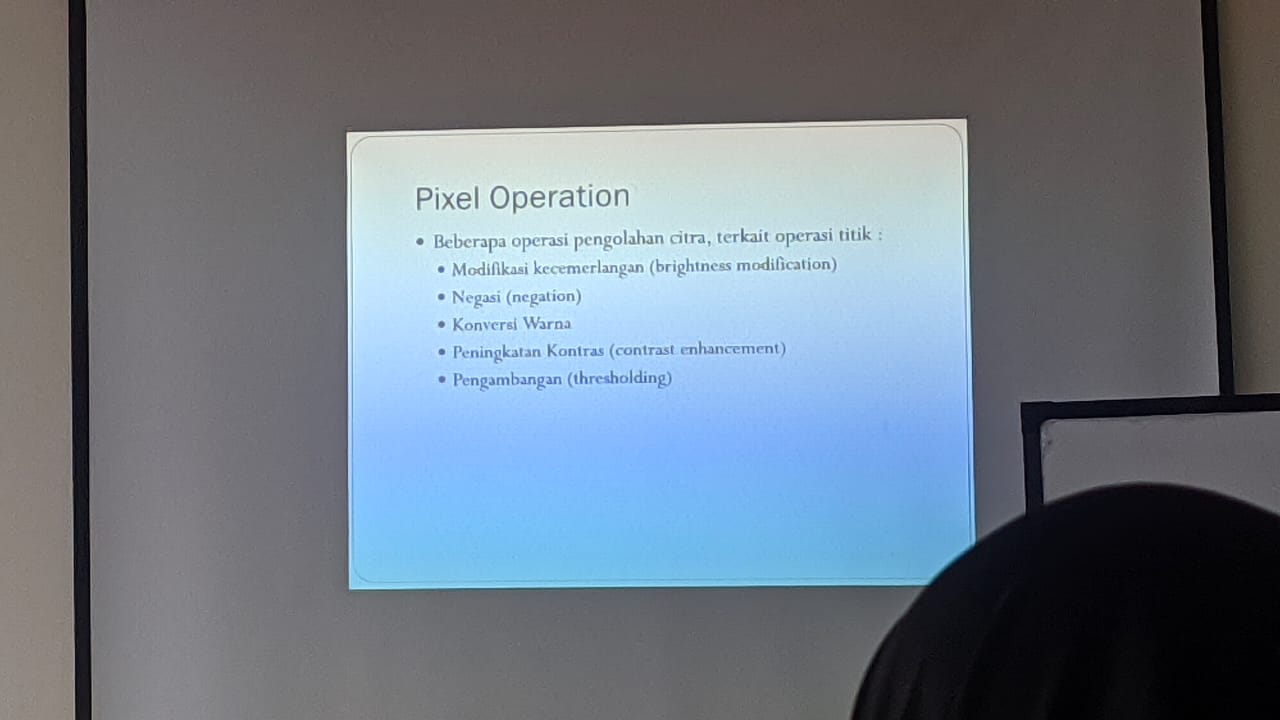 Pixel Operation
• Beberapa operasi pengolahan citra, terkait operasi titik :
• Modifikasi kecemerlangan (brightness modification)
• Negasi (negation)
• Konversi Warna
• Peningkatan Kontras (contrast enhancement)
• Pengambangan (thresholding)